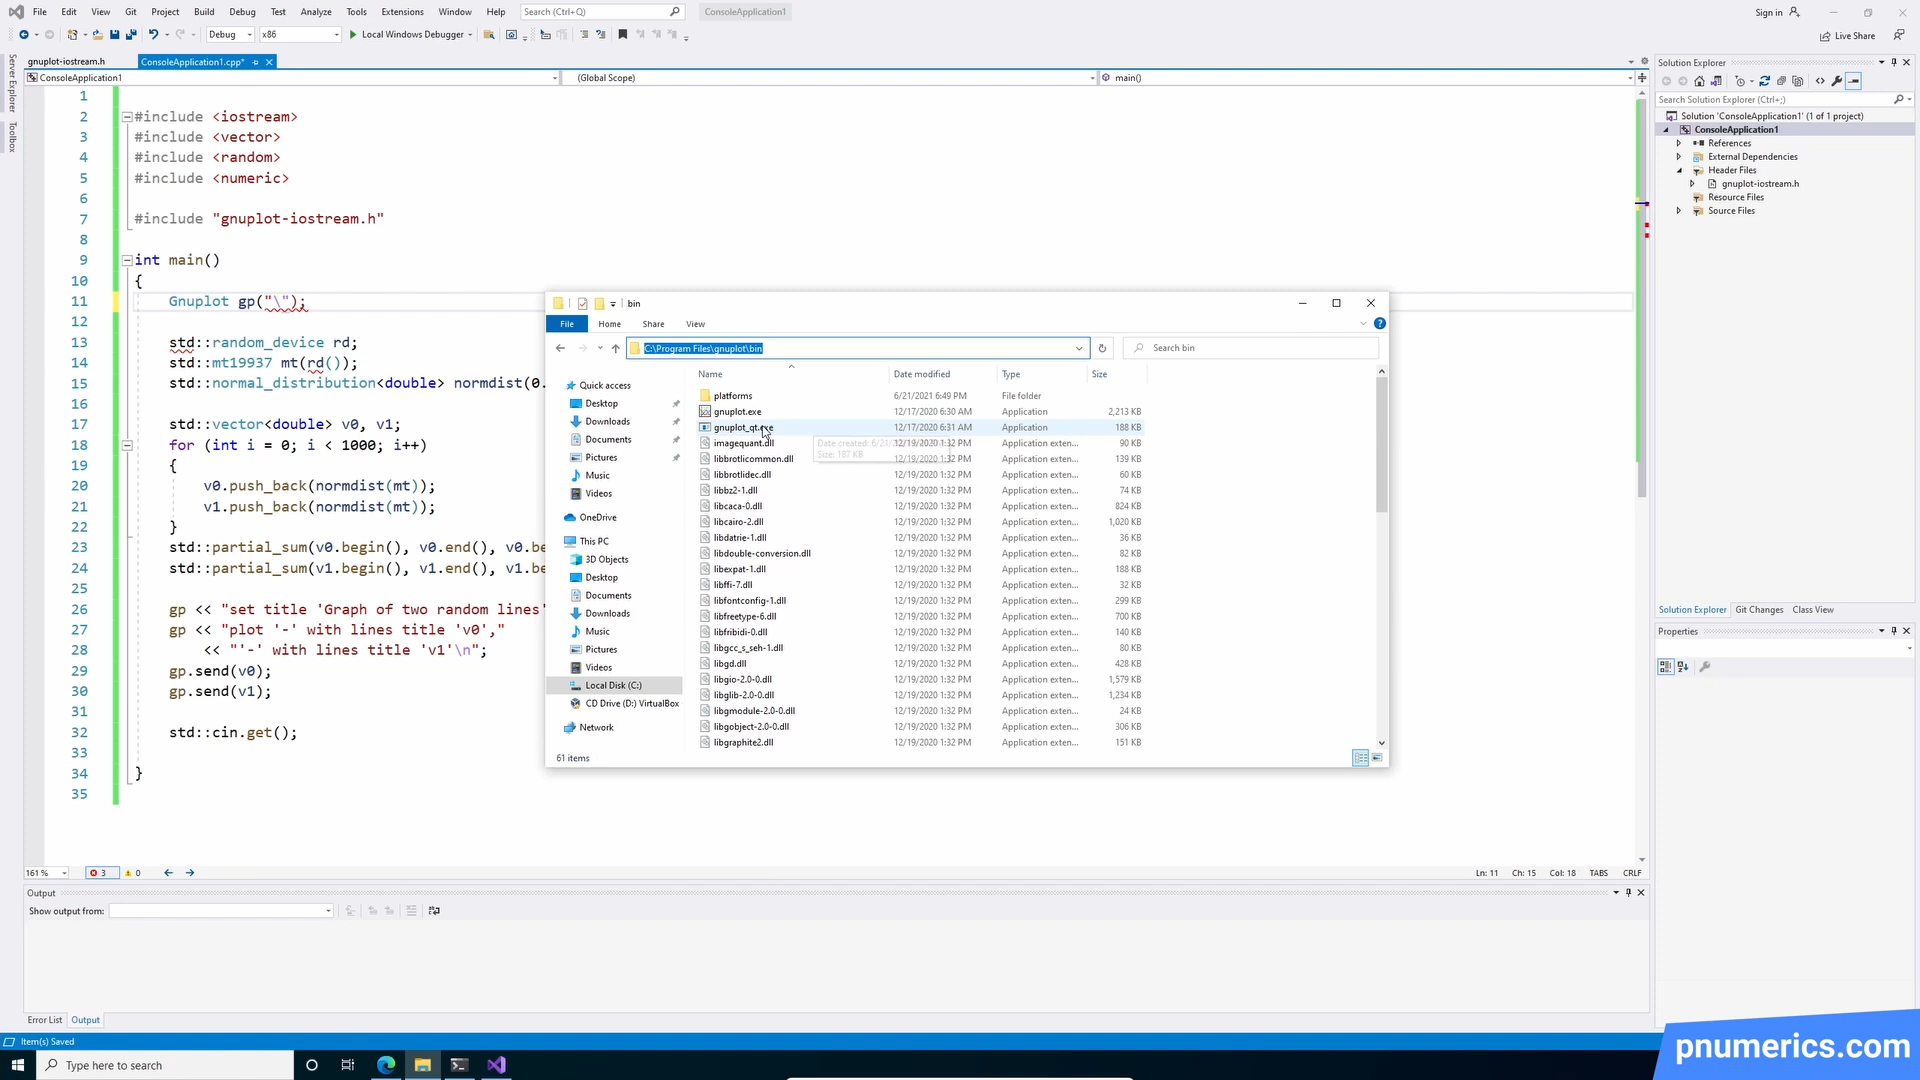 File Edit View Git Project Build Debug Test Analyze Tools Extensions Window Help Search (Ctrl+Q) ConsoleApplication1 Sign in
Debug x86 Local Windows Debugger Live Share
Server Explorer
Toolbox
gnuplot-iostream.h ConsoleApplication1.cpp*
ConsoleApplication1 (Global Scope) main()
1
2 #include <iostream>
3 #include <vector>
4 #include <random>
5 #include <numeric>
6
7 #include "gnuplot-iostream.h"
8
9 int main()
10 {
11 Gnuplot gp("\");
12
13 std::random_device rd;
14 std::mt19937 mt(rd());
15 std::normal_distribution<double> normdist(0.
16
17 std::vector<double> v0, v1;
18 for (int i = 0; i < 1000; i++)
19 {
20 v0.push_back(normdist(mt));
21 v1.push_back(normdist(mt));
22 }
23 std::partial_sum(v0.begin(), v0.end(), v0.be
24 std::partial_sum(v1.begin(), v1.end(), v1.be
25
26 gp << "set title 'Graph of two random lines'
27 gp << "plot '-' with lines title 'v0',"
28 << "'-' with lines title 'v1'\n";
29 gp.send(v0);
30 gp.send(v1);
31
32 std::cin.get();
33
34 }
35
161 % 3 0 Ln: 11 Ch: 15 Col: 18 TABS CRLF
bin
File Home Share View
C:\Program Files\gnuplot\bin Search bin
Quick access
Desktop
Downloads
Documents
Pictures
Music
Videos
OneDrive
This PC
3D Objects
Desktop
Documents
Downloads
Music
Pictures
Videos
Local Disk (C:)
CD Drive (D:) VirtualBox
Network
Name Date modified Type Size
platforms 6/21/2021 6:49 PM File folder
gnuplot.exe 12/17/2020 6:30 AM Application 2,213 KB
gnuplot_qt.exe 12/17/2020 6:31 AM Application 188 KB
imagequant.dll 12/19/2020 1:32 PM Application exten... 90 KB
libbrotlicommon.dll 12/19/2020 1:32 PM Application exten... 139 KB
libbrotlidec.dll 12/19/2020 1:32 PM Application exten... 60 KB
libbz2-1.dll 12/19/2020 1:32 PM Application exten... 74 KB
libcaca-0.dll 12/19/2020 1:32 PM Application exten... 824 KB
libcairo-2.dll 12/19/2020 1:32 PM Application exten... 1,020 KB
libdatrie-1.dll 12/19/2020 1:32 PM Application exten... 36 KB
libdouble-conversion.dll 12/19/2020 1:32 PM Application exten... 82 KB
libexpat-1.dll 12/19/2020 1:32 PM Application exten... 188 KB
libffi-7.dll 12/19/2020 1:32 PM Application exten... 32 KB
libfontconfig-1.dll 12/19/2020 1:32 PM Application exten... 299 KB
libfreetype-6.dll 12/19/2020 1:32 PM Application exten... 700 KB
libfribidi-0.dll 12/19/2020 1:32 PM Application exten... 140 KB
libgcc_s_seh-1.dll 12/19/2020 1:32 PM Application exten... 80 KB
libgd.dll 12/19/2020 1:32 PM Application exten... 428 KB
libgio-2.0-0.dll 12/19/2020 1:32 PM Application exten... 1,579 KB
libglib-2.0-0.dll 12/19/2020 1:32 PM Application exten... 1,234 KB
libgmodule-2.0-0.dll 12/19/2020 1:32 PM Application exten... 24 KB
libgobject-2.0-0.dll 12/19/2020 1:32 PM Application exten... 306 KB
libgraphite2.dll 12/19/2020 1:32 PM Application exten... 151 KB
Date created: 6/21/
Size: 187 KB
61 items
Solution Explorer
Search Solution Explorer (Ctrl+;)
Solution 'ConsoleApplication1' (1 of 1 project)
ConsoleApplication1
References
External Dependencies
Header Files
gnuplot-iostream.h
Resource Files
Source Files
Solution Explorer Git Changes Class View
Properties
Output
Show output from:
Error List Output
Item(s) Saved
Type here to search
pnumerics.com